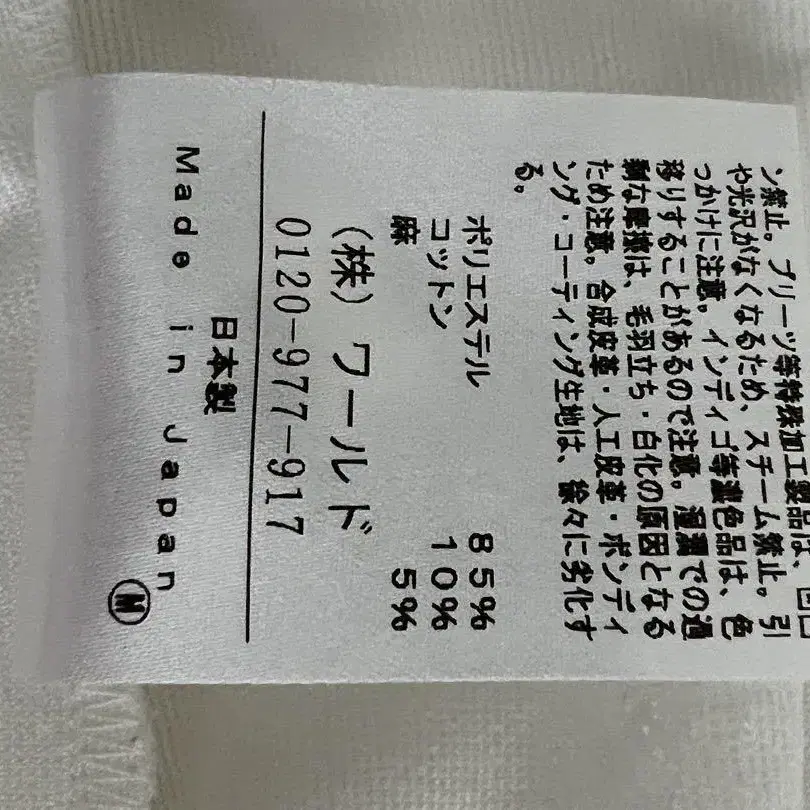 ン禁止。プリーツ等特殊加工製品は、凹凸
や光沢がなくなるため、スチーム禁止。引
っかけに注意。インディゴ等濃色品は、色
移りすることがあるので注意。湿潤での過
剰な摩擦は、毛羽立ち・白化の原因となる
ため注意。合成皮革・人工皮革・ボンディ
ング・コーティング生地は、徐々に劣化す
る。
ポリエステル 85%
コットン 10%
麻 5%
(株) ワールド
0120-977-917
日本製
Made in Japan
M